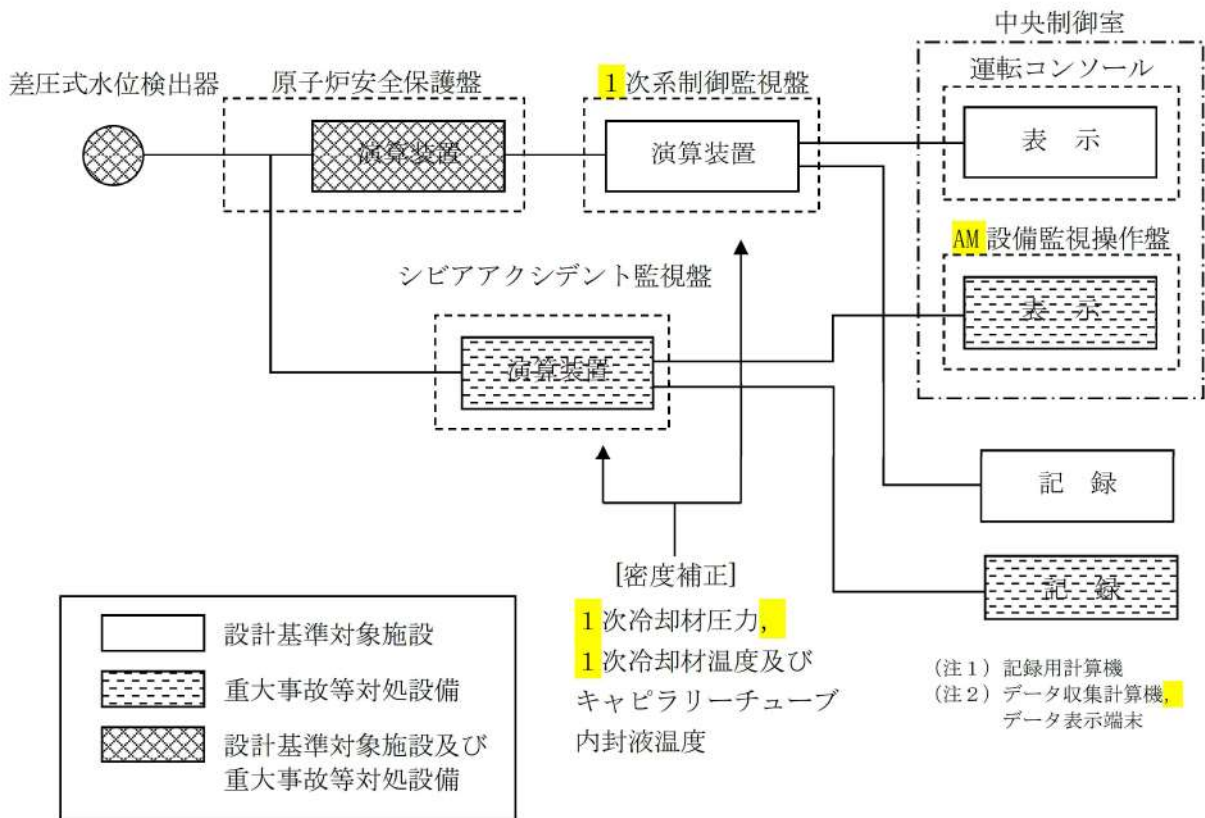 中央制御室
差圧式水位検出器
原子炉安全保護盤
1次系制御監視盤
運転コンソール
演算装置
演算装置
表 示
AM設備監視操作盤
シビアアクシデント監視盤
表 示
演算装置
記 録
記 録
[密度補正]
1次冷却材圧力,
1次冷却材温度及び
キャピラリーチューブ
内封液温度
設計基準対象施設
重大事故等対処設備
設計基準対象施設及び
重大事故等対処設備
(注1) 記録用計算機
(注2) データ収集計算機,
データ表示端末